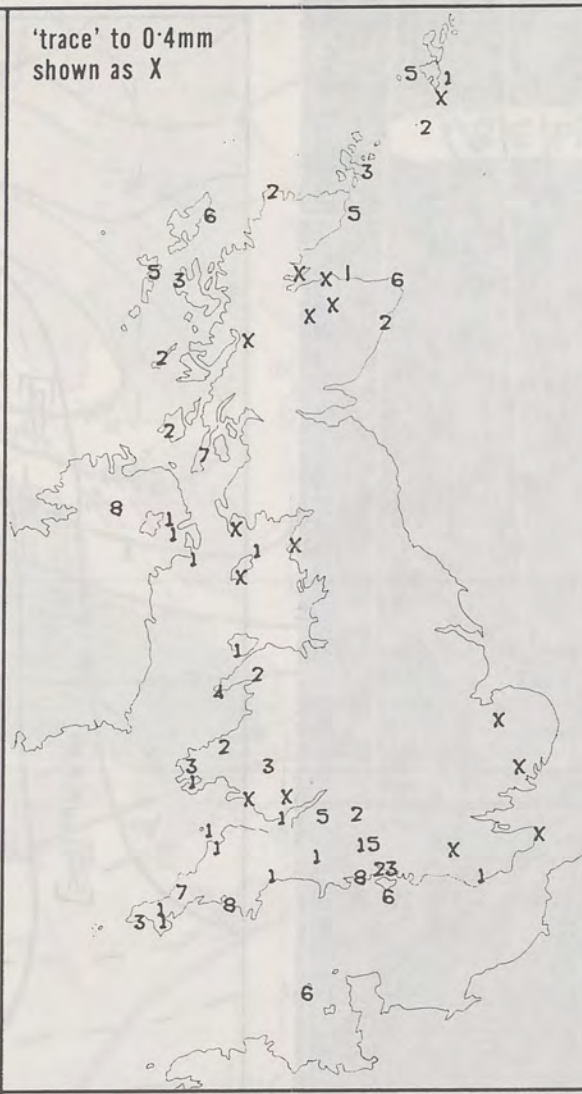 'trace' to 0·4mm
shown as X
5 1
X
2
3
2
6 5
5 3 X X 1 6
X X 2
X
2
2
7
8 1
1 X
1 1 X
X
1
2
4
2
3 3
1 X X
1 5 2
1
1 1 15 X X
1 8 23 1
7 6
1 8
3 1
6